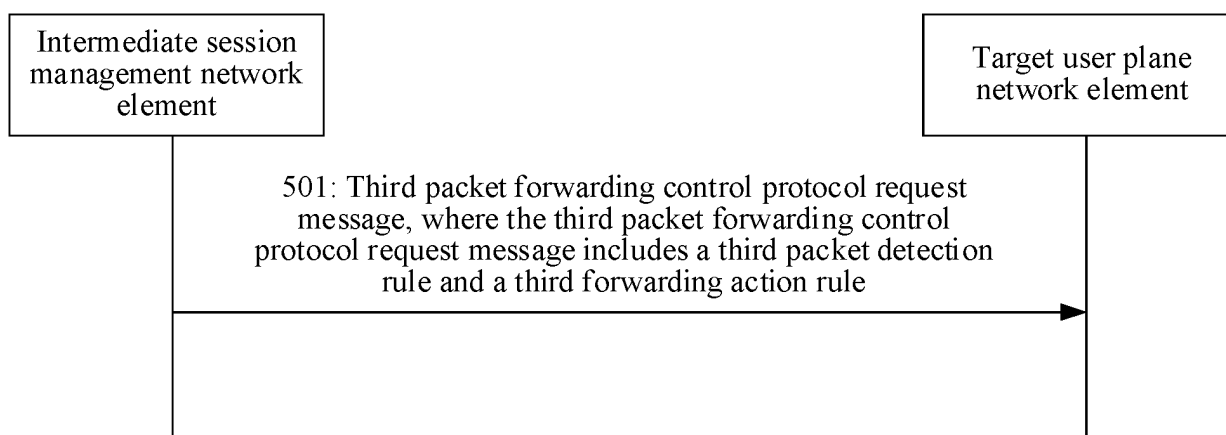 Intermediate session
management network
element
Target user plane
network element
501: Third packet forwarding control protocol request
message, where the third packet forwarding control
protocol request message includes a third packet detection
rule and a third forwarding action rule